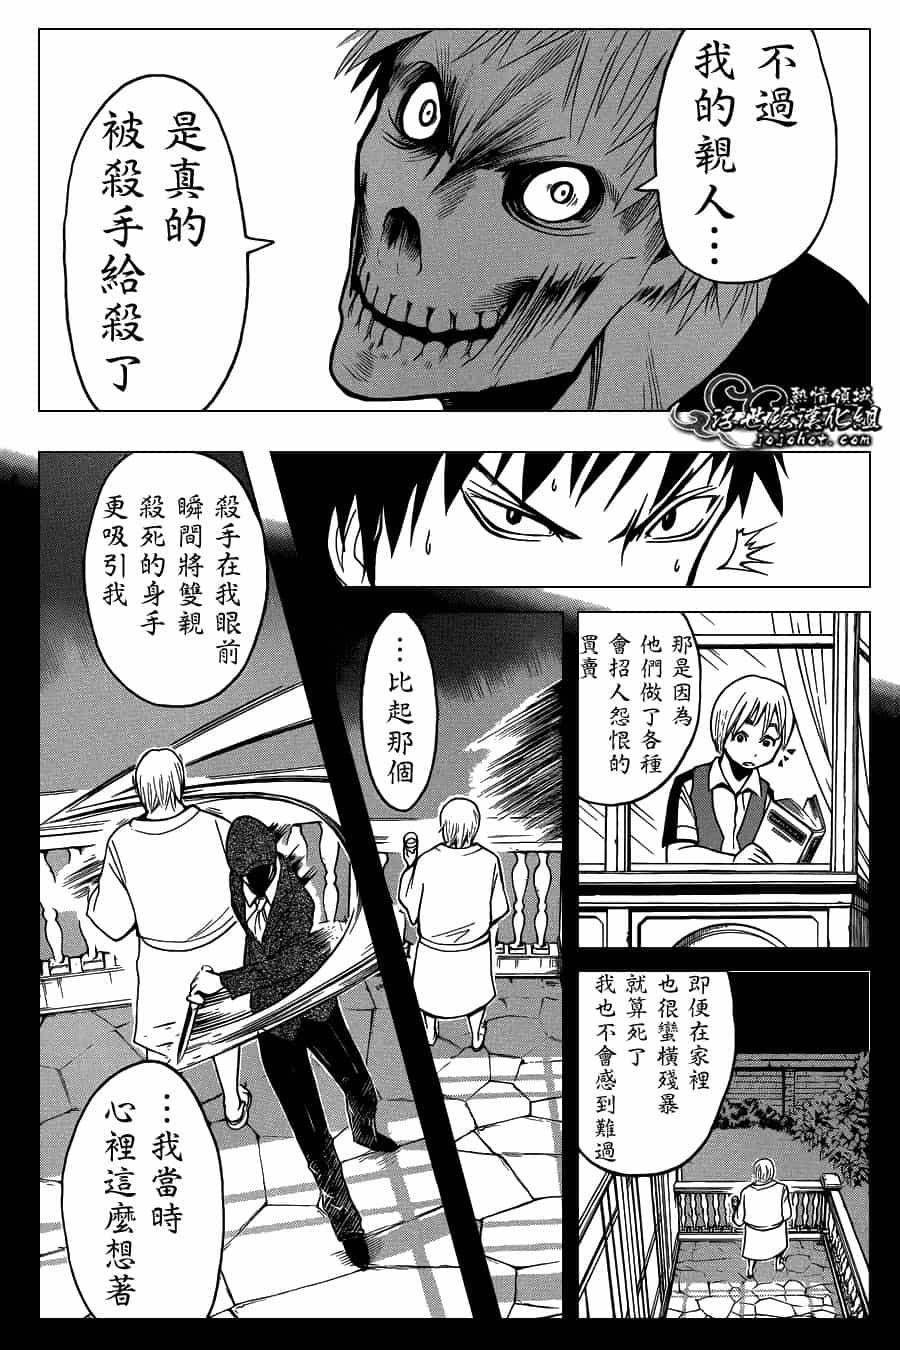 不過
我的親人…
是真的
被殺手給殺了
熱情領域
浮世繪漢化組
jojohot.com
那是因為
他們做了各種
會招人怨恨的
買賣
即便在家裡
也很蠻橫殘暴
就算死了
我也不會感到難過
…比起那個
殺手在我眼前
瞬間將雙親
殺死的身手
更吸引我
…我當時
心裡這麼想著